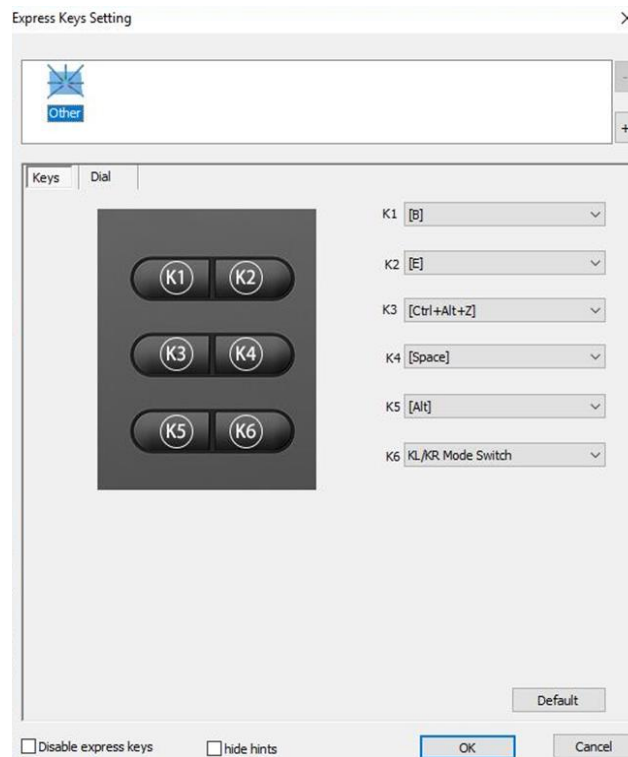 Express Keys Setting
Other
Keys Dial
K1 [B]
K2 [E]
K3 [Ctrl+Alt+Z]
K4 [Space]
K5 [Alt]
K6 KL/KR Mode Switch
K1 K2
K3 K4
K5 K6
Default
Disable express keys hide hints OK Cancel